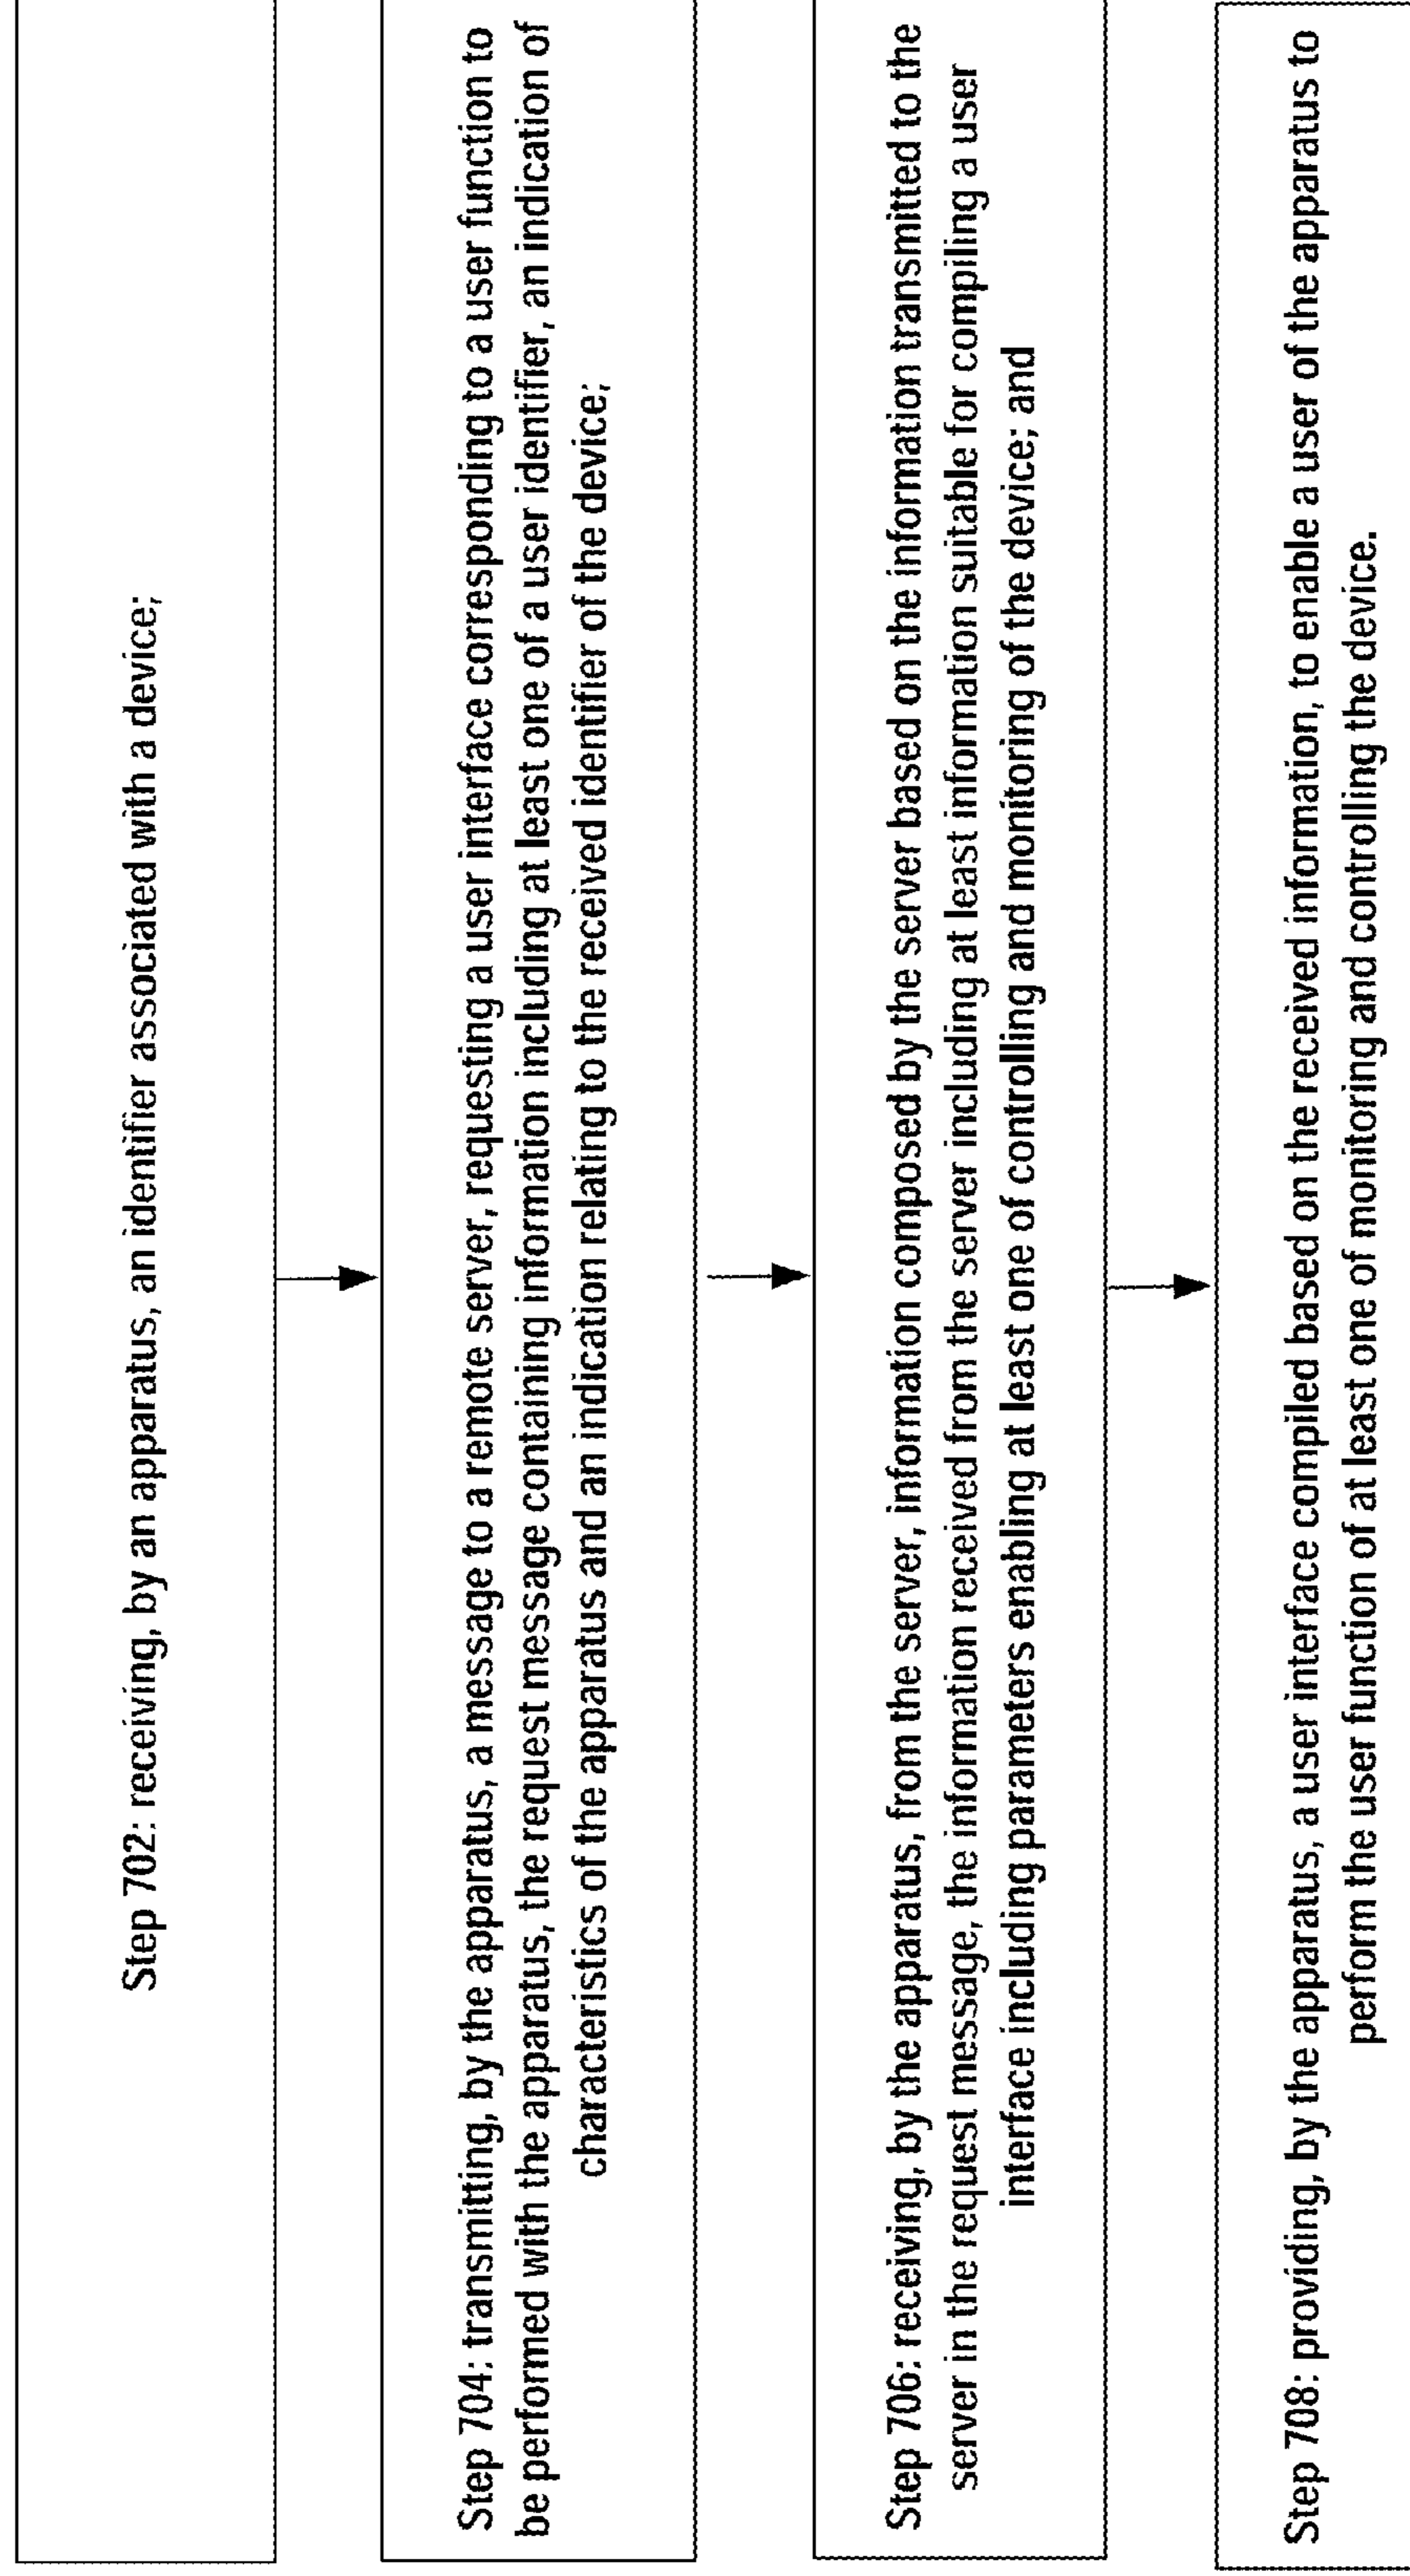 Step 702: receiving, by an apparatus, an identifier associated with a device;
Step 704: transmitting, by the apparatus, a message to a remote server, requesting a user interface corresponding to a user function to
be performed with the apparatus, the request message containing information including at least one of a user identifier, an indication of
characteristics of the apparatus and an indication relating to the received identifier of the device;
Step 706: receiving, by the apparatus, from the server, information composed by the server based on the information transmitted to the
server in the request message, the information received from the server including at least information suitable for compiling a user
interface including parameters enabling at least one of controlling and monitoring of the device; and
Step 708: providing, by the apparatus, a user interface compiled based on the received information, to enable a user of the apparatus to
perform the user function of at least one of monitoring and controlling the device.